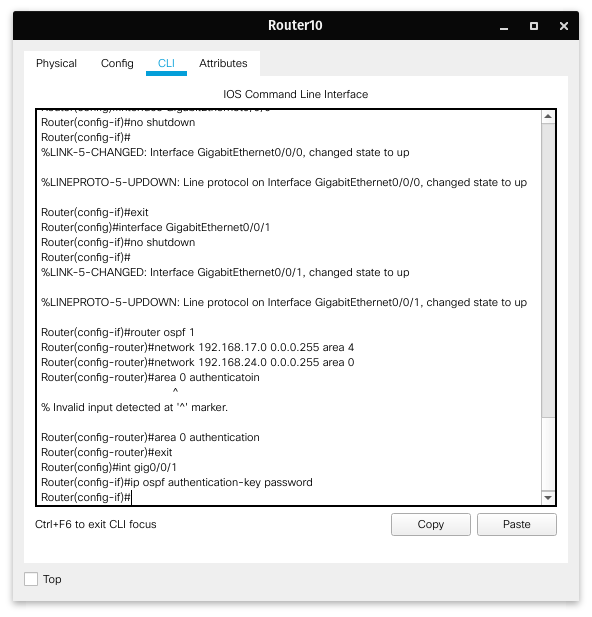 Router10
Physical Config CLI Attributes
IOS Command Line Interface
Router(config-if)#no shutdown
Router(config-if)#
%LINK-5-CHANGED: Interface GigabitEthernet0/0/0, changed state to up
%LINEPROTO-5-UPDOWN: Line protocol on Interface GigabitEthernet0/0/0, changed state to up
Router(config-if)#exit
Router(config)#interface GigabitEthernet0/0/1
Router(config-if)#no shutdown
Router(config-if)#
%LINK-5-CHANGED: Interface GigabitEthernet0/0/1, changed state to up
%LINEPROTO-5-UPDOWN: Line protocol on Interface GigabitEthernet0/0/1, changed state to up
Router(config-if)#router ospf 1
Router(config-router)#network 192.168.17.0 0.0.0.255 area 4
Router(config-router)#network 192.168.24.0 0.0.0.255 area 0
Router(config-router)#area 0 authenticatoin
^
% Invalid input detected at '^' marker.
Router(config-router)#area 0 authentication
Router(config-router)#exit
Router(config)#int gig0/0/1
Router(config-if)#ip ospf authentication-key password
Router(config-if)#
Ctrl+F6 to exit CLI focus
Copy Paste
Top